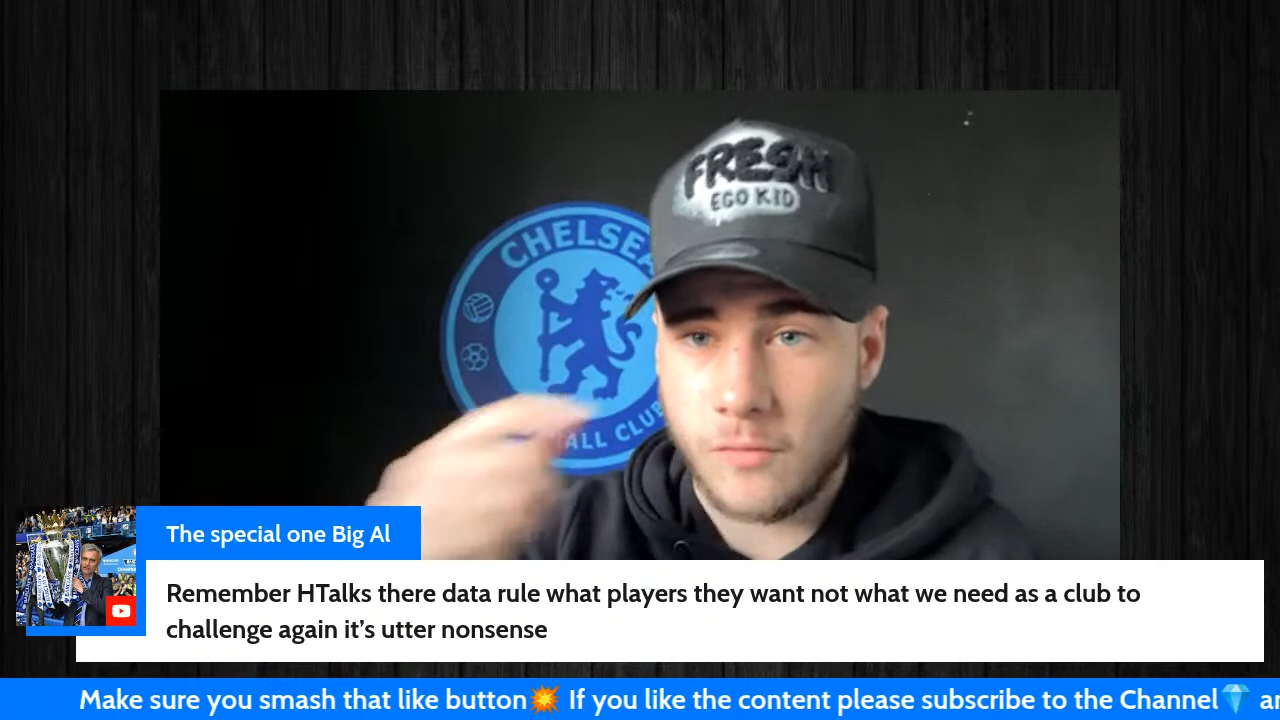 FRESH
EGO KID
CHELSEA
ALL CLUB
The special one Big Al
Remember HTalks there data rule what players they want not what we need as a club to
challenge again it’s utter nonsense
Make sure you smash that like button💥 If you like the content please subscribe to the Channel💎 an